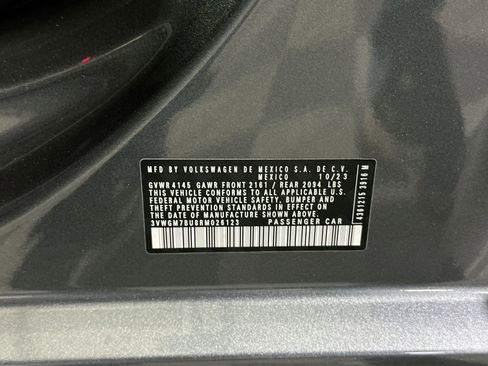 MFD.BY VOLKSWAGEN DE MEXICO S.A. DE C.V.
MEXICO 10/23
GVWR 4145 GAWR FRONT 2161 / REAR 2094 LBS
THIS VEHICLE CONFORMS TO ALL APPLICABLE U.S.
FEDERAL MOTOR VEHICLE SAFETY, BUMPER AND
THEFT PREVENTION STANDARDS IN EFFECT ON THE
DATE OF MANUFACTURE SHOWN ABOVE.
3VWGM7BU8RM026123 PASSENGER CAR
4361215 3916 M